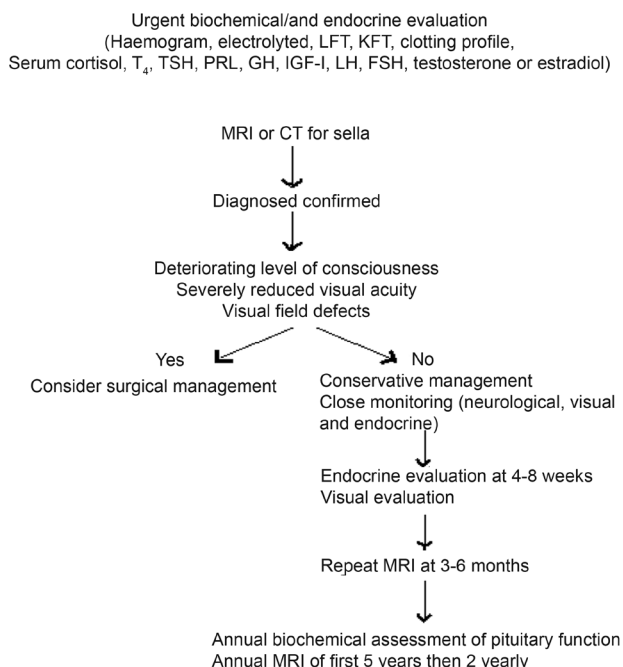 Urgent biochemical/and endocrine evaluation
(Haemogram, electrolyted, LFT, KFT, clotting profile,
Serum cortisol, T4, TSH, PRL, GH, IGF-I, LH, FSH, testosterone or estradiol)
MRI or CT for sella
Diagnosed confirmed
Deteriorating level of consciousness
Severely reduced visual acuity
Visual field defects
Yes
Consider surgical management
No
Conservative management
Close monitoring (neurological, visual
and endocrine)
Endocrine evaluation at 4-8 weeks
Visual evaluation
Repeat MRI at 3-6 months
Annual biochemical assessment of pituitary function
Annual MRI of first 5 years then 2 yearly